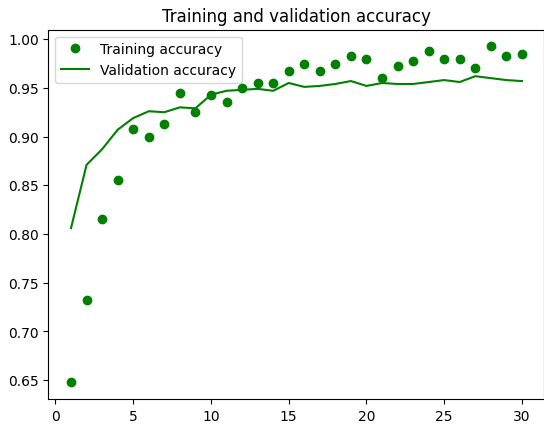 Training and validation accuracy
1.00
Training accuracy
Validation accuracy
0.95
0.90
0.85
0.80
0.75
0.70
0.65
0 5 10 15 20 25 30